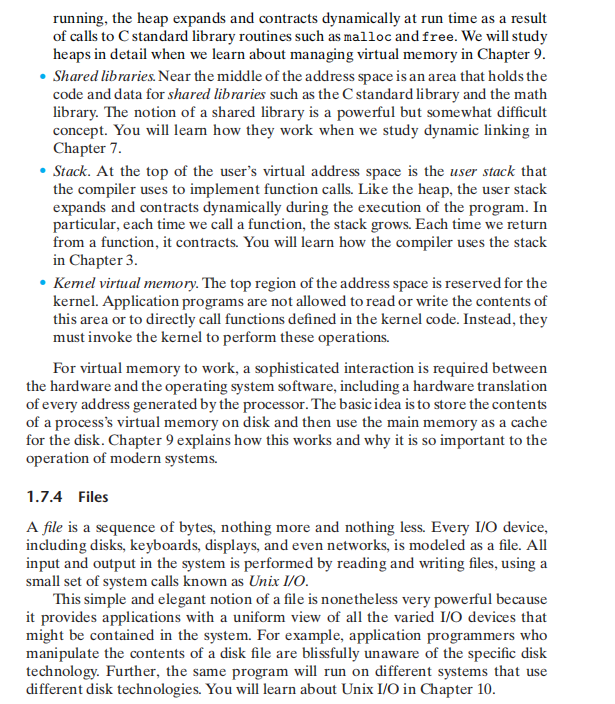 running, the heap expands and contracts dynamically at run time as a result
of calls to C standard library routines such as malloc and free. We will study
heaps in detail when we learn about managing virtual memory in Chapter 9.
• Shared libraries. Near the middle of the address space is an area that holds the
code and data for shared libraries such as the C standard library and the math
library. The notion of a shared library is a powerful but somewhat difficult
concept. You will learn how they work when we study dynamic linking in
Chapter 7.
• Stack. At the top of the user's virtual address space is the user stack that
the compiler uses to implement function calls. Like the heap, the user stack
expands and contracts dynamically during the execution of the program. In
particular, each time we call a function, the stack grows. Each time we return
from a function, it contracts. You will learn how the compiler uses the stack
in Chapter 3.
• Kernel virtual memory. The top region of the address space is reserved for the
kernel. Application programs are not allowed to read or write the contents of
this area or to directly call functions defined in the kernel code. Instead, they
must invoke the kernel to perform these operations.
For virtual memory to work, a sophisticated interaction is required between
the hardware and the operating system software, including a hardware translation
of every address generated by the processor. The basic idea is to store the contents
of a process's virtual memory on disk and then use the main memory as a cache
for the disk. Chapter 9 explains how this works and why it is so important to the
operation of modern systems.
1.7.4 Files
A file is a sequence of bytes, nothing more and nothing less. Every I/O device,
including disks, keyboards, displays, and even networks, is modeled as a file. All
input and output in the system is performed by reading and writing files, using a
small set of system calls known as Unix I/O.
This simple and elegant notion of a file is nonetheless very powerful because
it provides applications with a uniform view of all the varied I/O devices that
might be contained in the system. For example, application programmers who
manipulate the contents of a disk file are blissfully unaware of the specific disk
technology. Further, the same program will run on different systems that use
different disk technologies. You will learn about Unix I/O in Chapter 10.